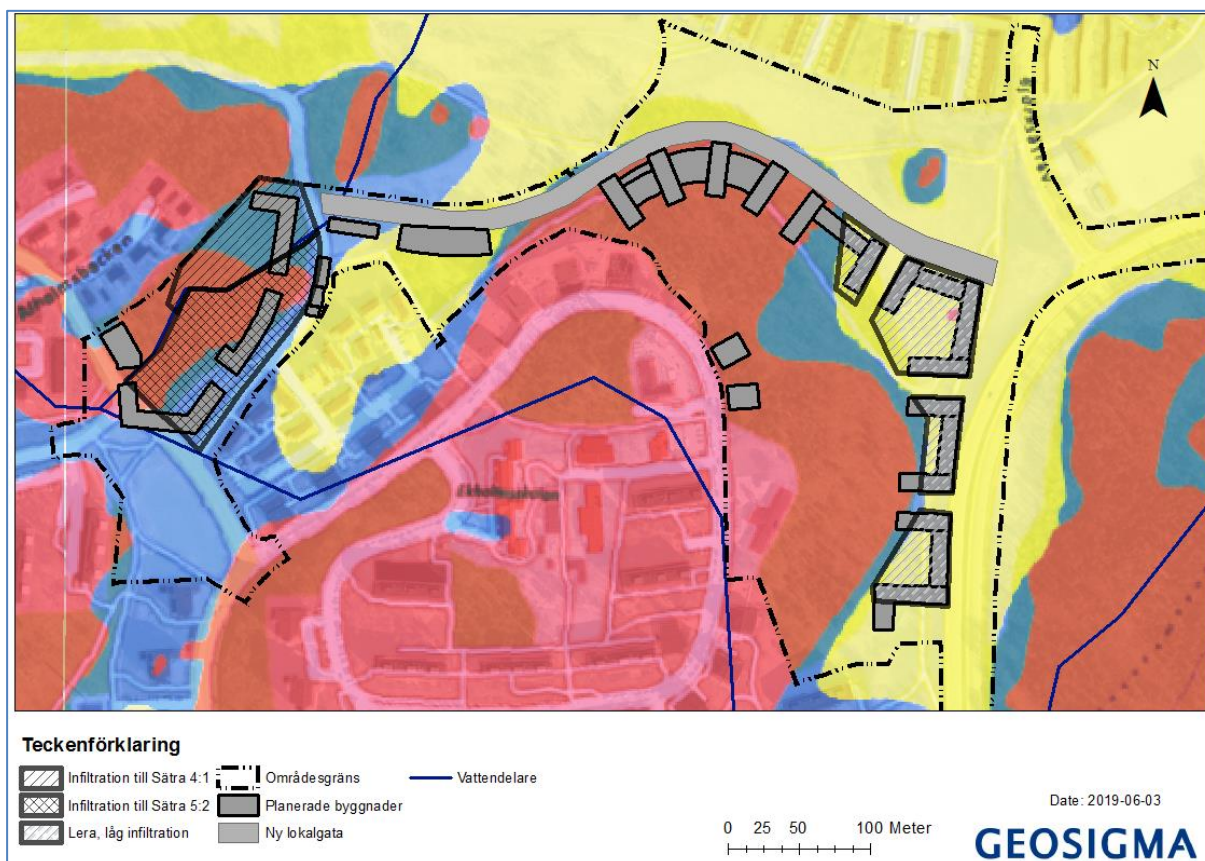 N
Teckenförklaring
Infiltration till Sätra 4:1
Områdesgräns
Vattendelare
Infiltration till Sätra 5:2
Planerade byggnader
Lera, låg infiltration
Ny lokalgata
0 25 50 100 Meter
Date: 2019-06-03
GEOSIGMA